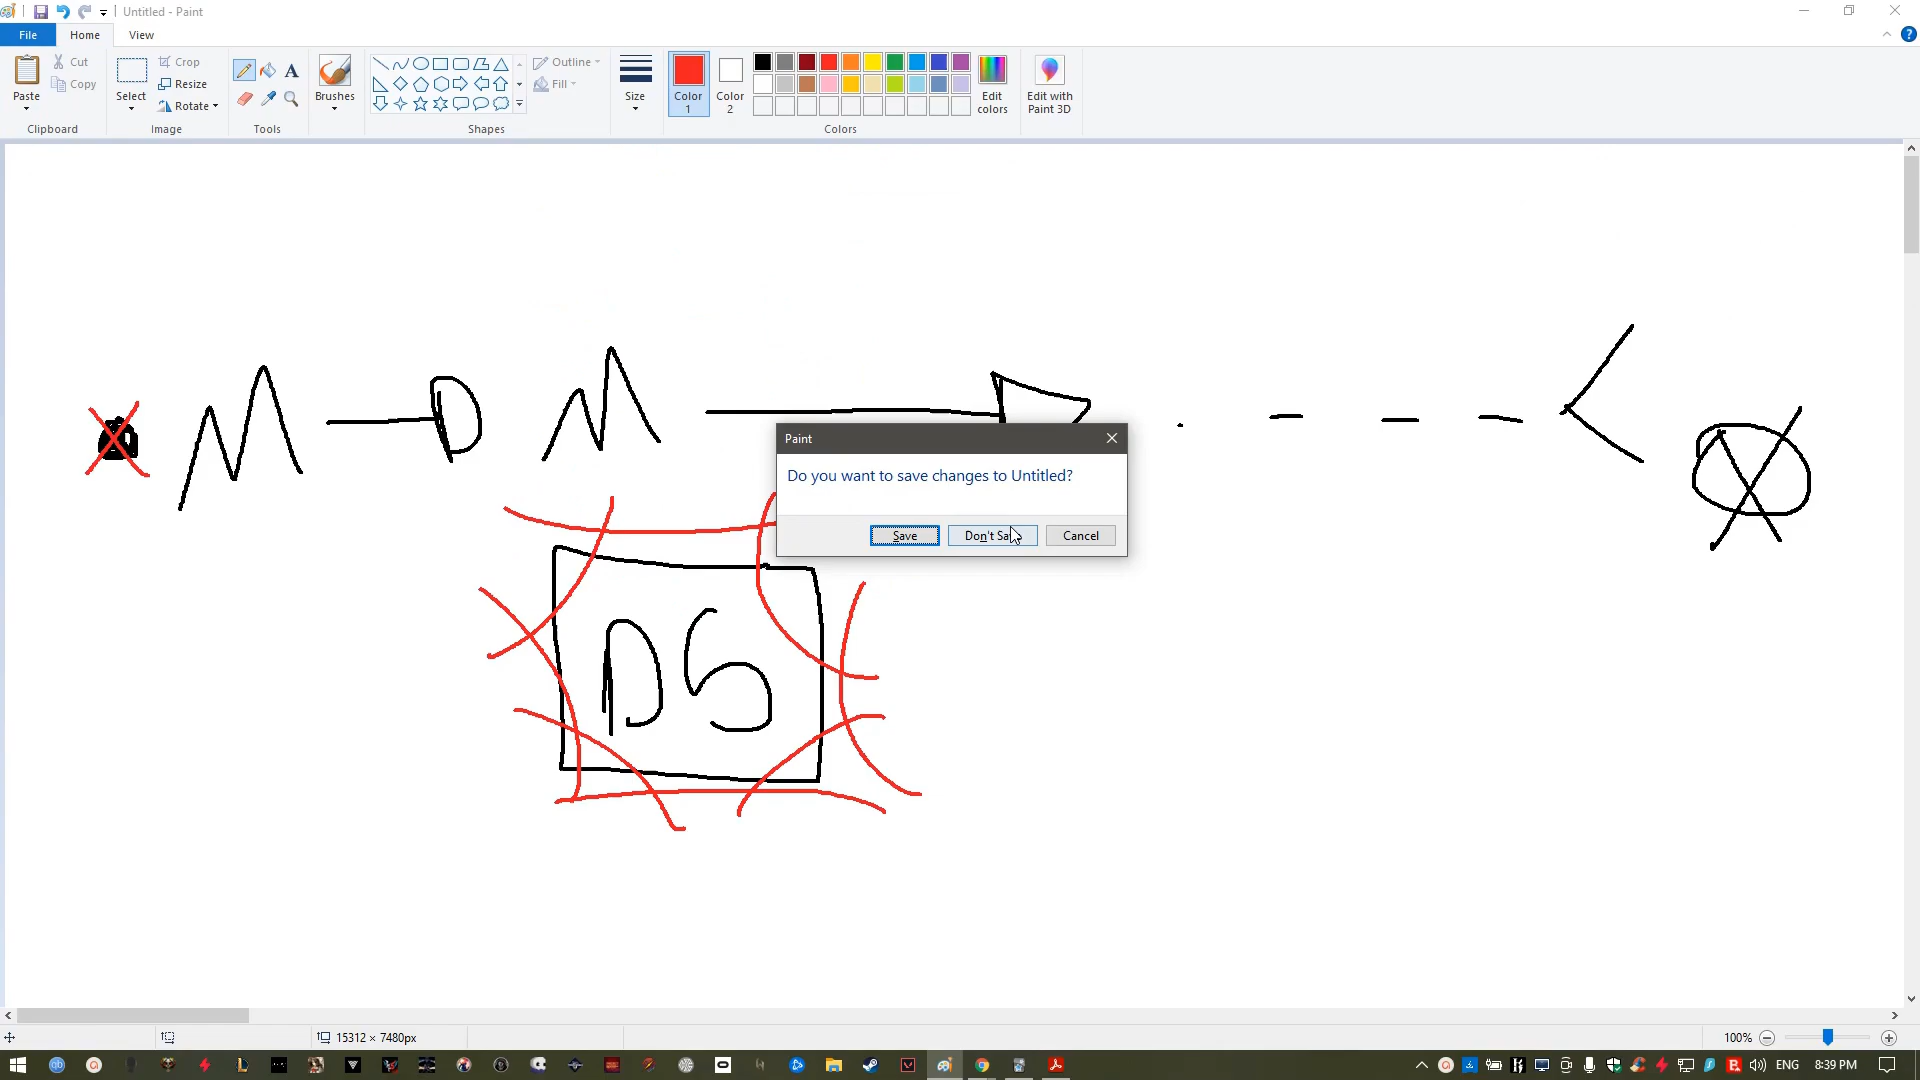 Untitled - Paint
File Home View
Cut
Copy
Paste
Clipboard
Select
Crop
Resize
Rotate
Image
Tools
Brushes
Outline
Fill
Shapes
Size
Color 1
Color 2
Edit colors
Colors
Edit with Paint 3D
M D M
Paint
Do you want to save changes to Untitled?
Save Cancel
DS
15312 × 7480px
100%
ENG 8:39 PM